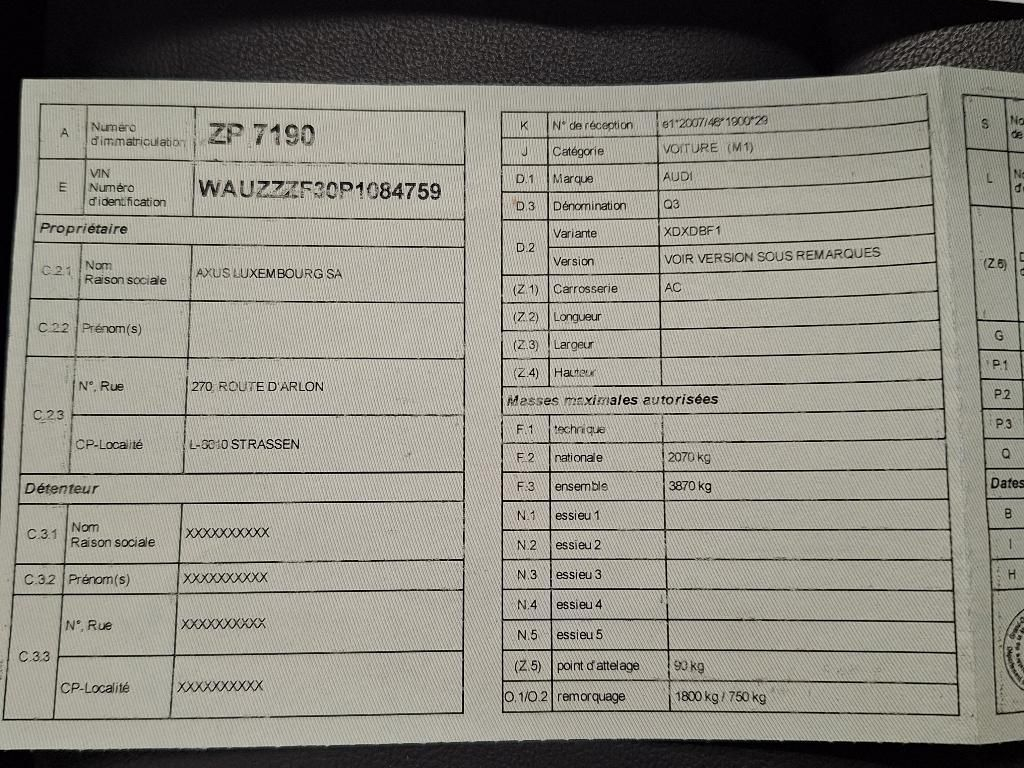 A Numéro d'immatriculation ZP 7190
E VIN Numéro d'identification WAUZZZF30P1084759
Propriétaire
C.2.1 Nom Raison sociale AXUS LUXEMBOURG SA
C.2.2 Prénom(s)
C.2.3 N°, Rue 270, ROUTE D'ARLON
CP-Localité L-8010 STRASSEN
Détenteur
C.3.1 Nom Raison sociale XXXXXXXXXX
C.3.2 Prénom(s) XXXXXXXXXX
C.3.3 N°, Rue XXXXXXXXXX
CP-Localité XXXXXXXXXX
K N° de réception e1*2007/46*1900*29
J Catégorie VOITURE (M1)
D.1 Marque AUDI
D.3 Dénomination Q3
D.2 Variante XDXDBF1
Version VOIR VERSION SOUS REMARQUES
(Z.1) Carrosserie AC
(Z.2) Longueur
(Z.3) Largeur
(Z.4) Hauteur
Masses maximales autorisées
F.1 technique
F.2 nationale 2070 kg
F.3 ensemble 3870 kg
N.1 essieu 1
N.2 essieu 2
N.3 essieu 3
N.4 essieu 4
N.5 essieu 5
(Z.5) point d'attelage 90 kg
O.1/O.2 remorquage 1800 kg / 750 kg
S
L
(Z.6)
G
P.1
P.2
P.3
Q
Dates
B
I
H